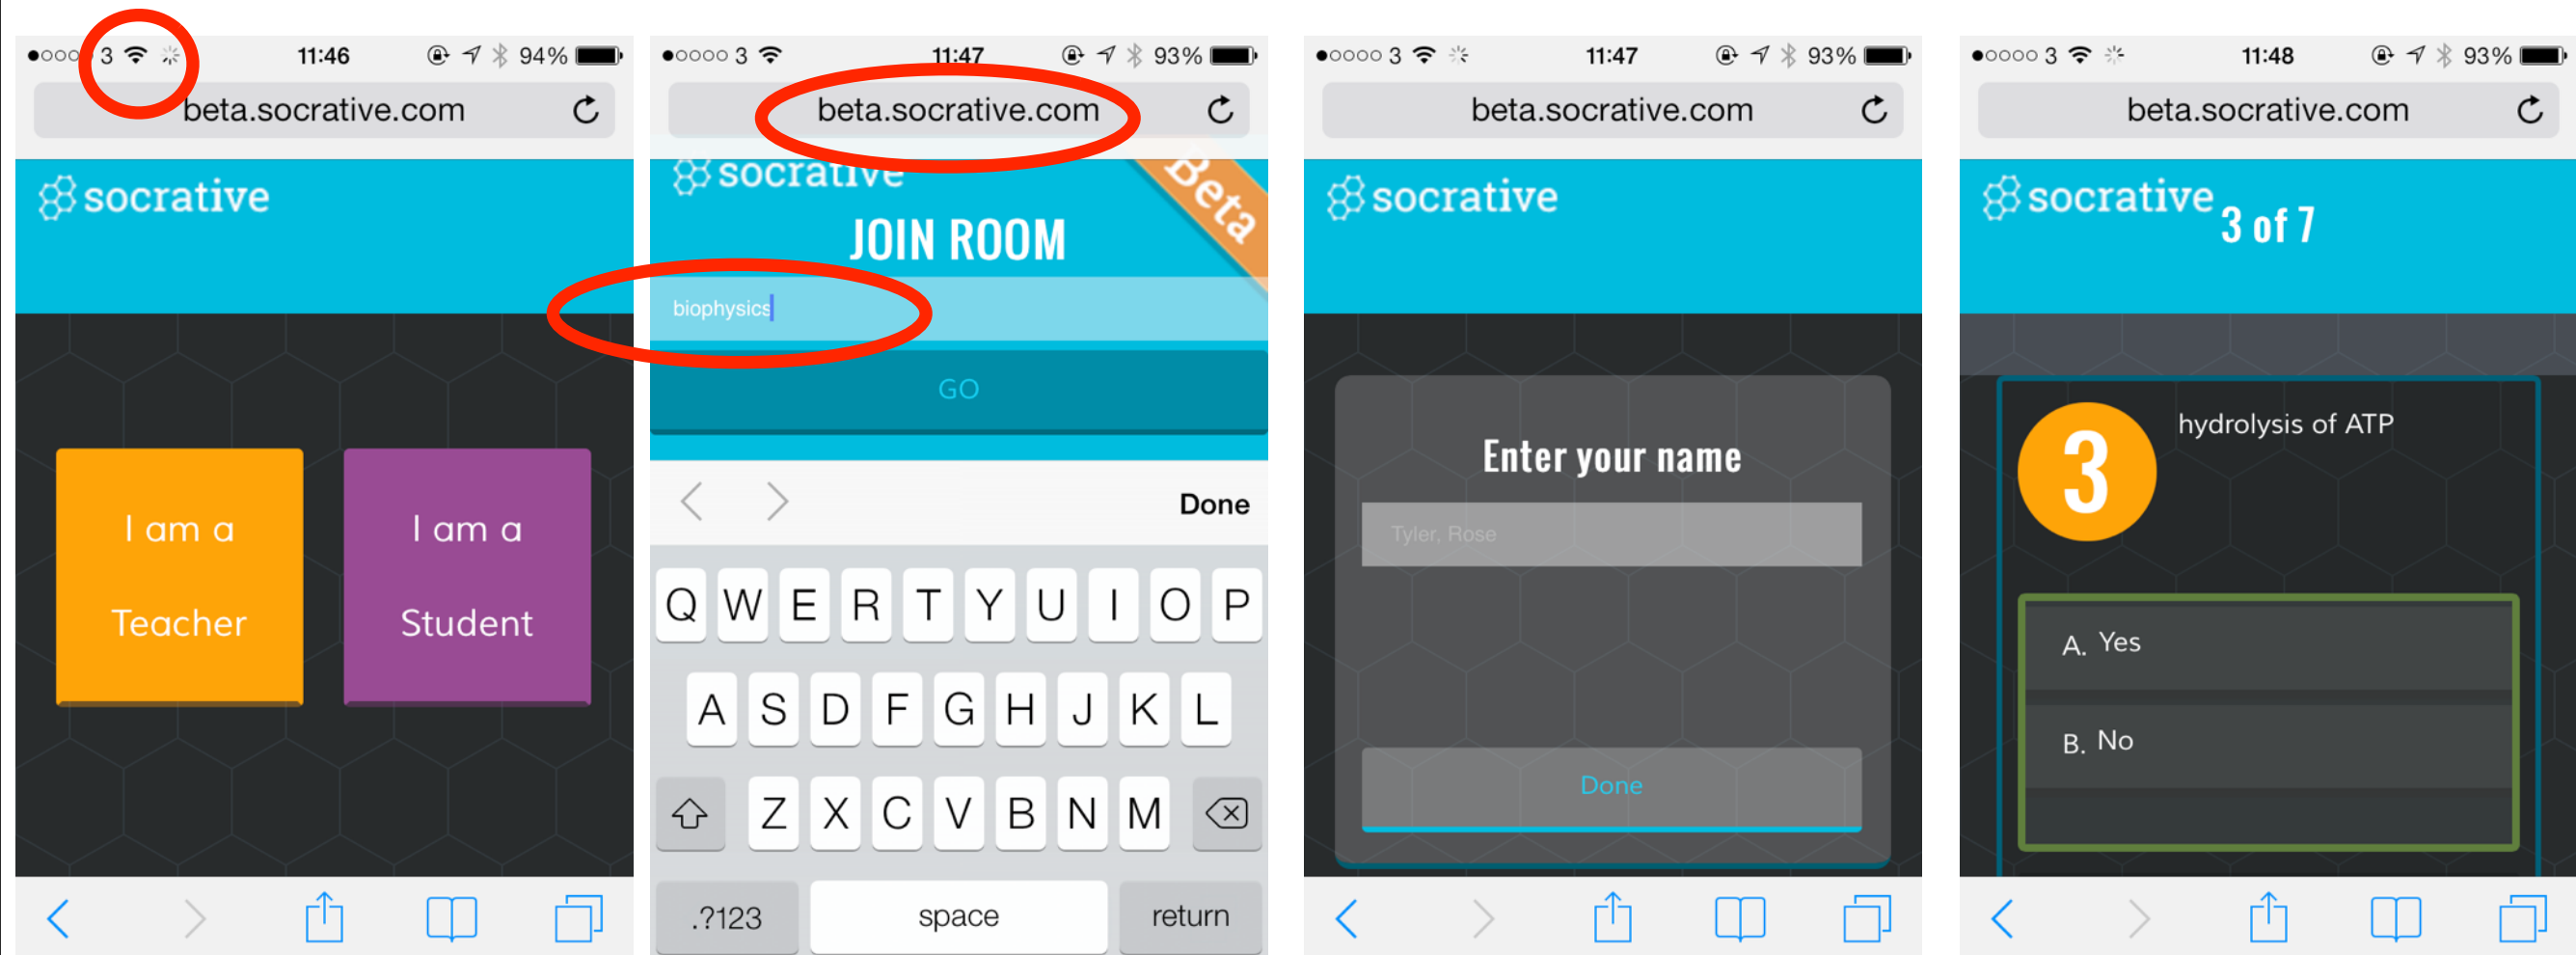 3 11:46 94%
beta.socrative.com
socrative
I am a
Teacher
I am a
Student
3 11:47 93%
beta.socrative.com
socrative
Beta
JOIN ROOM
biophysics
GO
Done
Q W E R T Y U I O P
A S D F G H J K L
Z X C V B N M
.?123 space return
3 11:47 93%
beta.socrative.com
socrative
Enter your name
Tyler, Rose
Done
3 11:48 93%
beta.socrative.com
socrative
3 of 7
3 hydrolysis of ATP
A. Yes
B. No